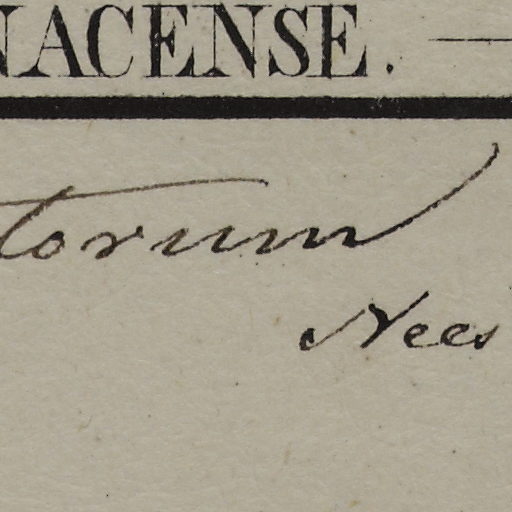 NACENSE. —
torum
Nees